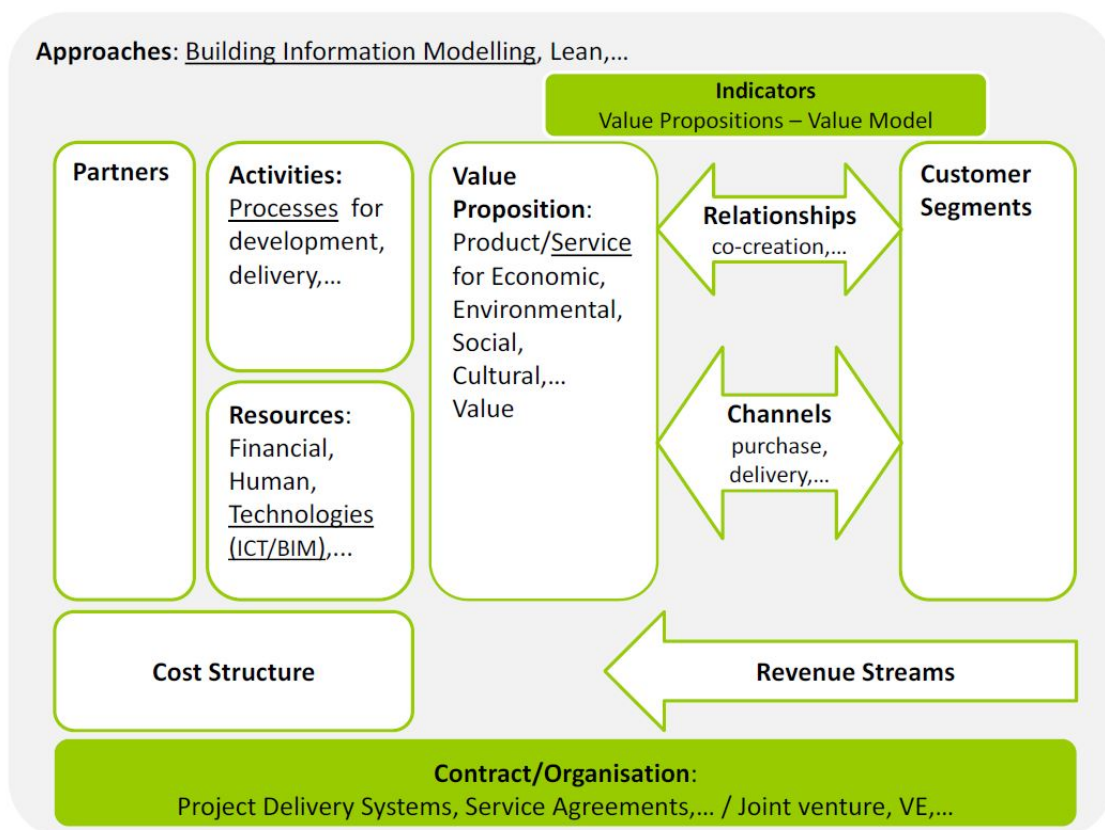 Approaches: Building Information Modelling, Lean,...
Indicators
Value Propositions – Value Model
Partners
Activities:
Processes for
development,
delivery,...
Resources:
Financial,
Human,
Technologies
(ICT/BIM),...
Value
Proposition:
Product/Service
for Economic,
Environmental,
Social,
Cultural,...
Value
Relationships
co-creation,...
Channels
purchase,
delivery,...
Customer
Segments
Cost Structure
Revenue Streams
Contract/Organisation:
Project Delivery Systems, Service Agreements,... / Joint venture, VE,...